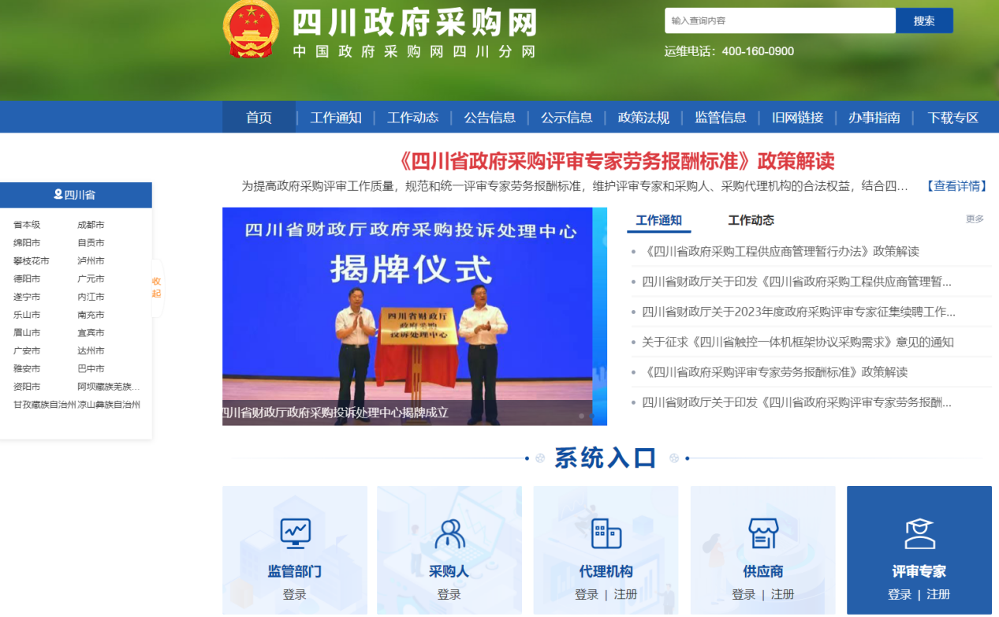 四川政府采购网
中国政府采购网四川分网
输入查询内容 搜索
运维电话：400-160-0900
首页 | 工作通知 | 工作动态 | 公告信息 | 公示信息 | 政策法规 | 监管信息 | 旧网链接 | 办事指南 | 下载专区
《四川省政府采购评审专家劳务报酬标准》政策解读
为提高政府采购评审工作质量，规范和统一评审专家劳务报酬标准，维护评审专家和采购人、采购代理机构的合法权益，结合四... 【查看详情】
四川省
省本级 成都市
绵阳市 自贡市
攀枝花市 泸州市
德阳市 广元市
遂宁市 内江市
乐山市 南充市
眉山市 宜宾市
广安市 达州市
雅安市 巴中市
资阳市 阿坝藏族羌族...
甘孜藏族自治州 凉山彝族自治州
收
起
四川省财政厅政府采购投诉处理中心
揭牌仪式
四川省财政厅
政府采购
投诉处理中心
四川省财政厅政府采购投诉处理中心揭牌成立
工作通知 工作动态 更多
《四川省政府采购工程供应商管理暂行办法》政策解读
四川省财政厅关于印发《四川省政府采购工程供应商管理暂...
四川省财政厅关于2023年度政府采购评审专家征集续聘工作...
关于征求《四川省触控一体机框架协议采购需求》意见的通知
《四川省政府采购评审专家劳务报酬标准》政策解读
四川省财政厅关于印发《四川省政府采购评审专家劳务报酬...
系统入口
监管部门 采购人 代理机构 供应商 评审专家
登录 登录 登录 | 注册 登录 | 注册 登录 | 注册